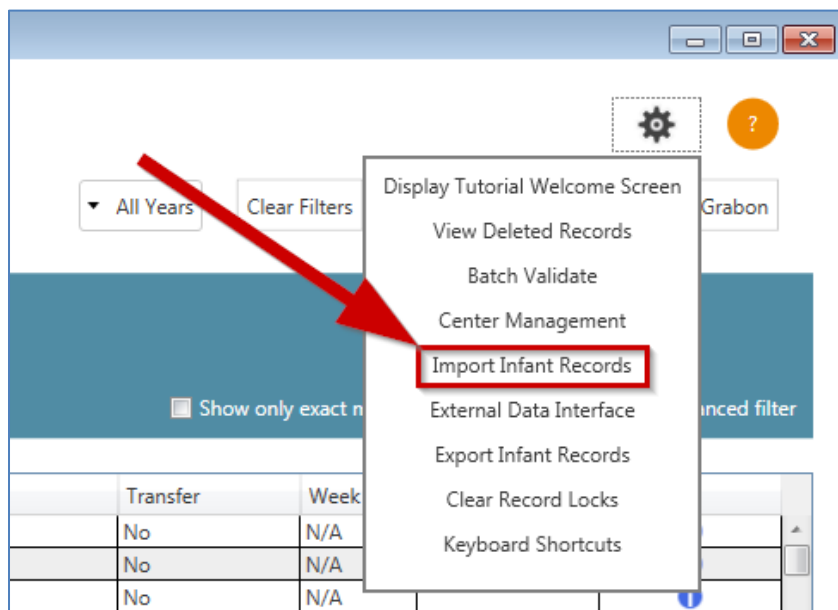 ?
All Years
Clear Filters
Grabon
Display Tutorial Welcome Screen
View Deleted Records
Batch Validate
Center Management
Import Infant Records
External Data Interface
Export Infant Records
Clear Record Locks
Keyboard Shortcuts
Show only exact
filter
Transfer
Week
No
N/A
No
N/A
No
N/A